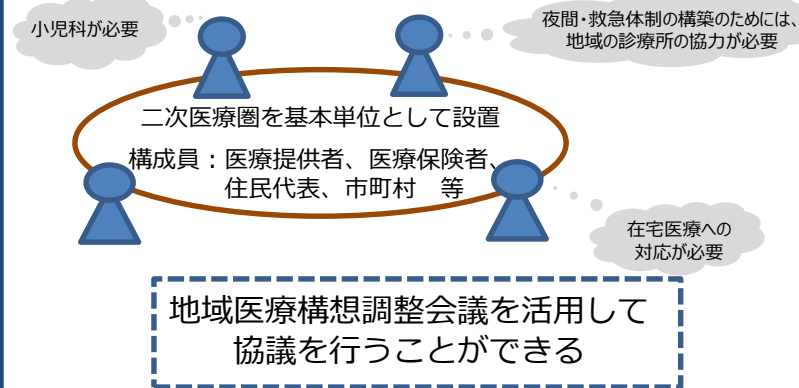 小児科が必要
夜間・救急体制の構築のためには、
地域の診療所の協力が必要
二次医療圏を基本単位として設置
構成員：医療提供者、医療保険者、
住民代表、市町村　等
在宅医療への
対応が必要
地域医療構想調整会議を活用して
協議を行うことができる